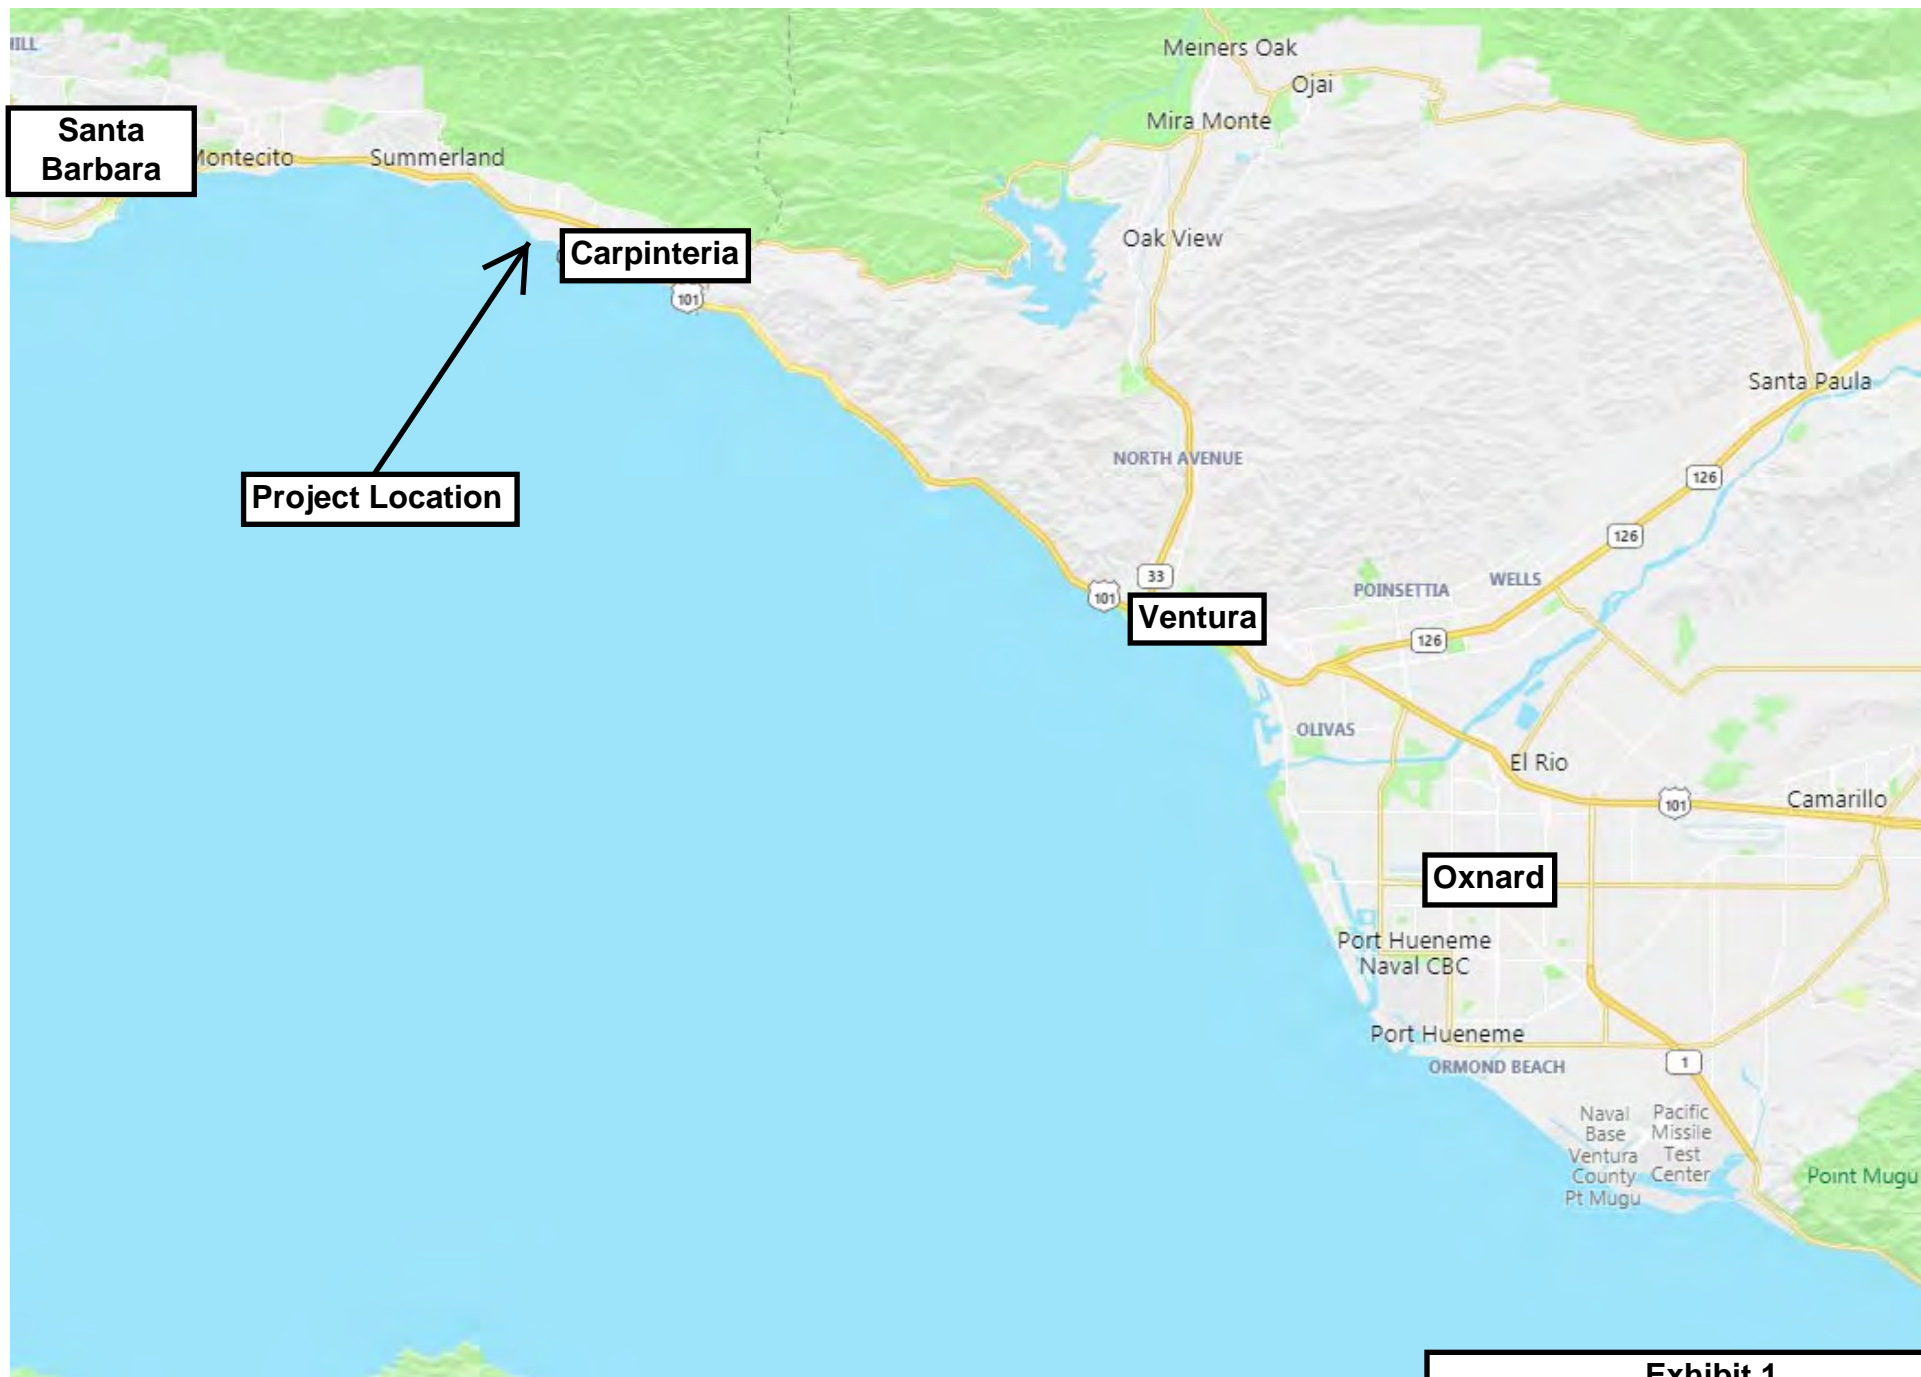 HILL
Meiners Oak
Ojai
Santa
Barbara
Montecito
Summerland
Mira Monte
Carpinteria
Oak View
101
Santa Paula
NORTH AVENUE
126
Project Location
126
33
101
POINSETTIA
WELLS
Ventura
126
OLIVAS
El Rio
101
Camarillo
Oxnard
Port Hueneme
Naval CBC
Port Hueneme
ORMOND BEACH
1
Naval
Base
Ventura
County
Pt Mugu
Pacific
Missile
Test
Center
Point Mugu
Exhibit 1